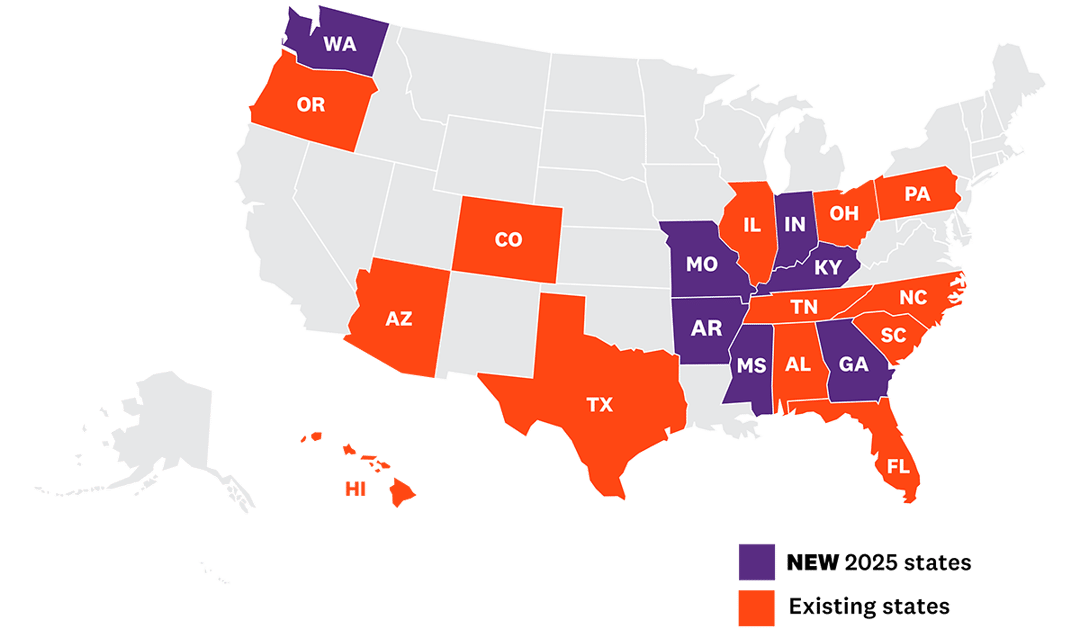 WA
OR
PA
OH
IL
IN
CO
MO
KY
NC
TN
AZ
AR
SC
MS
AL
GA
TX
FL
HI
NEW 2025 states
Existing states